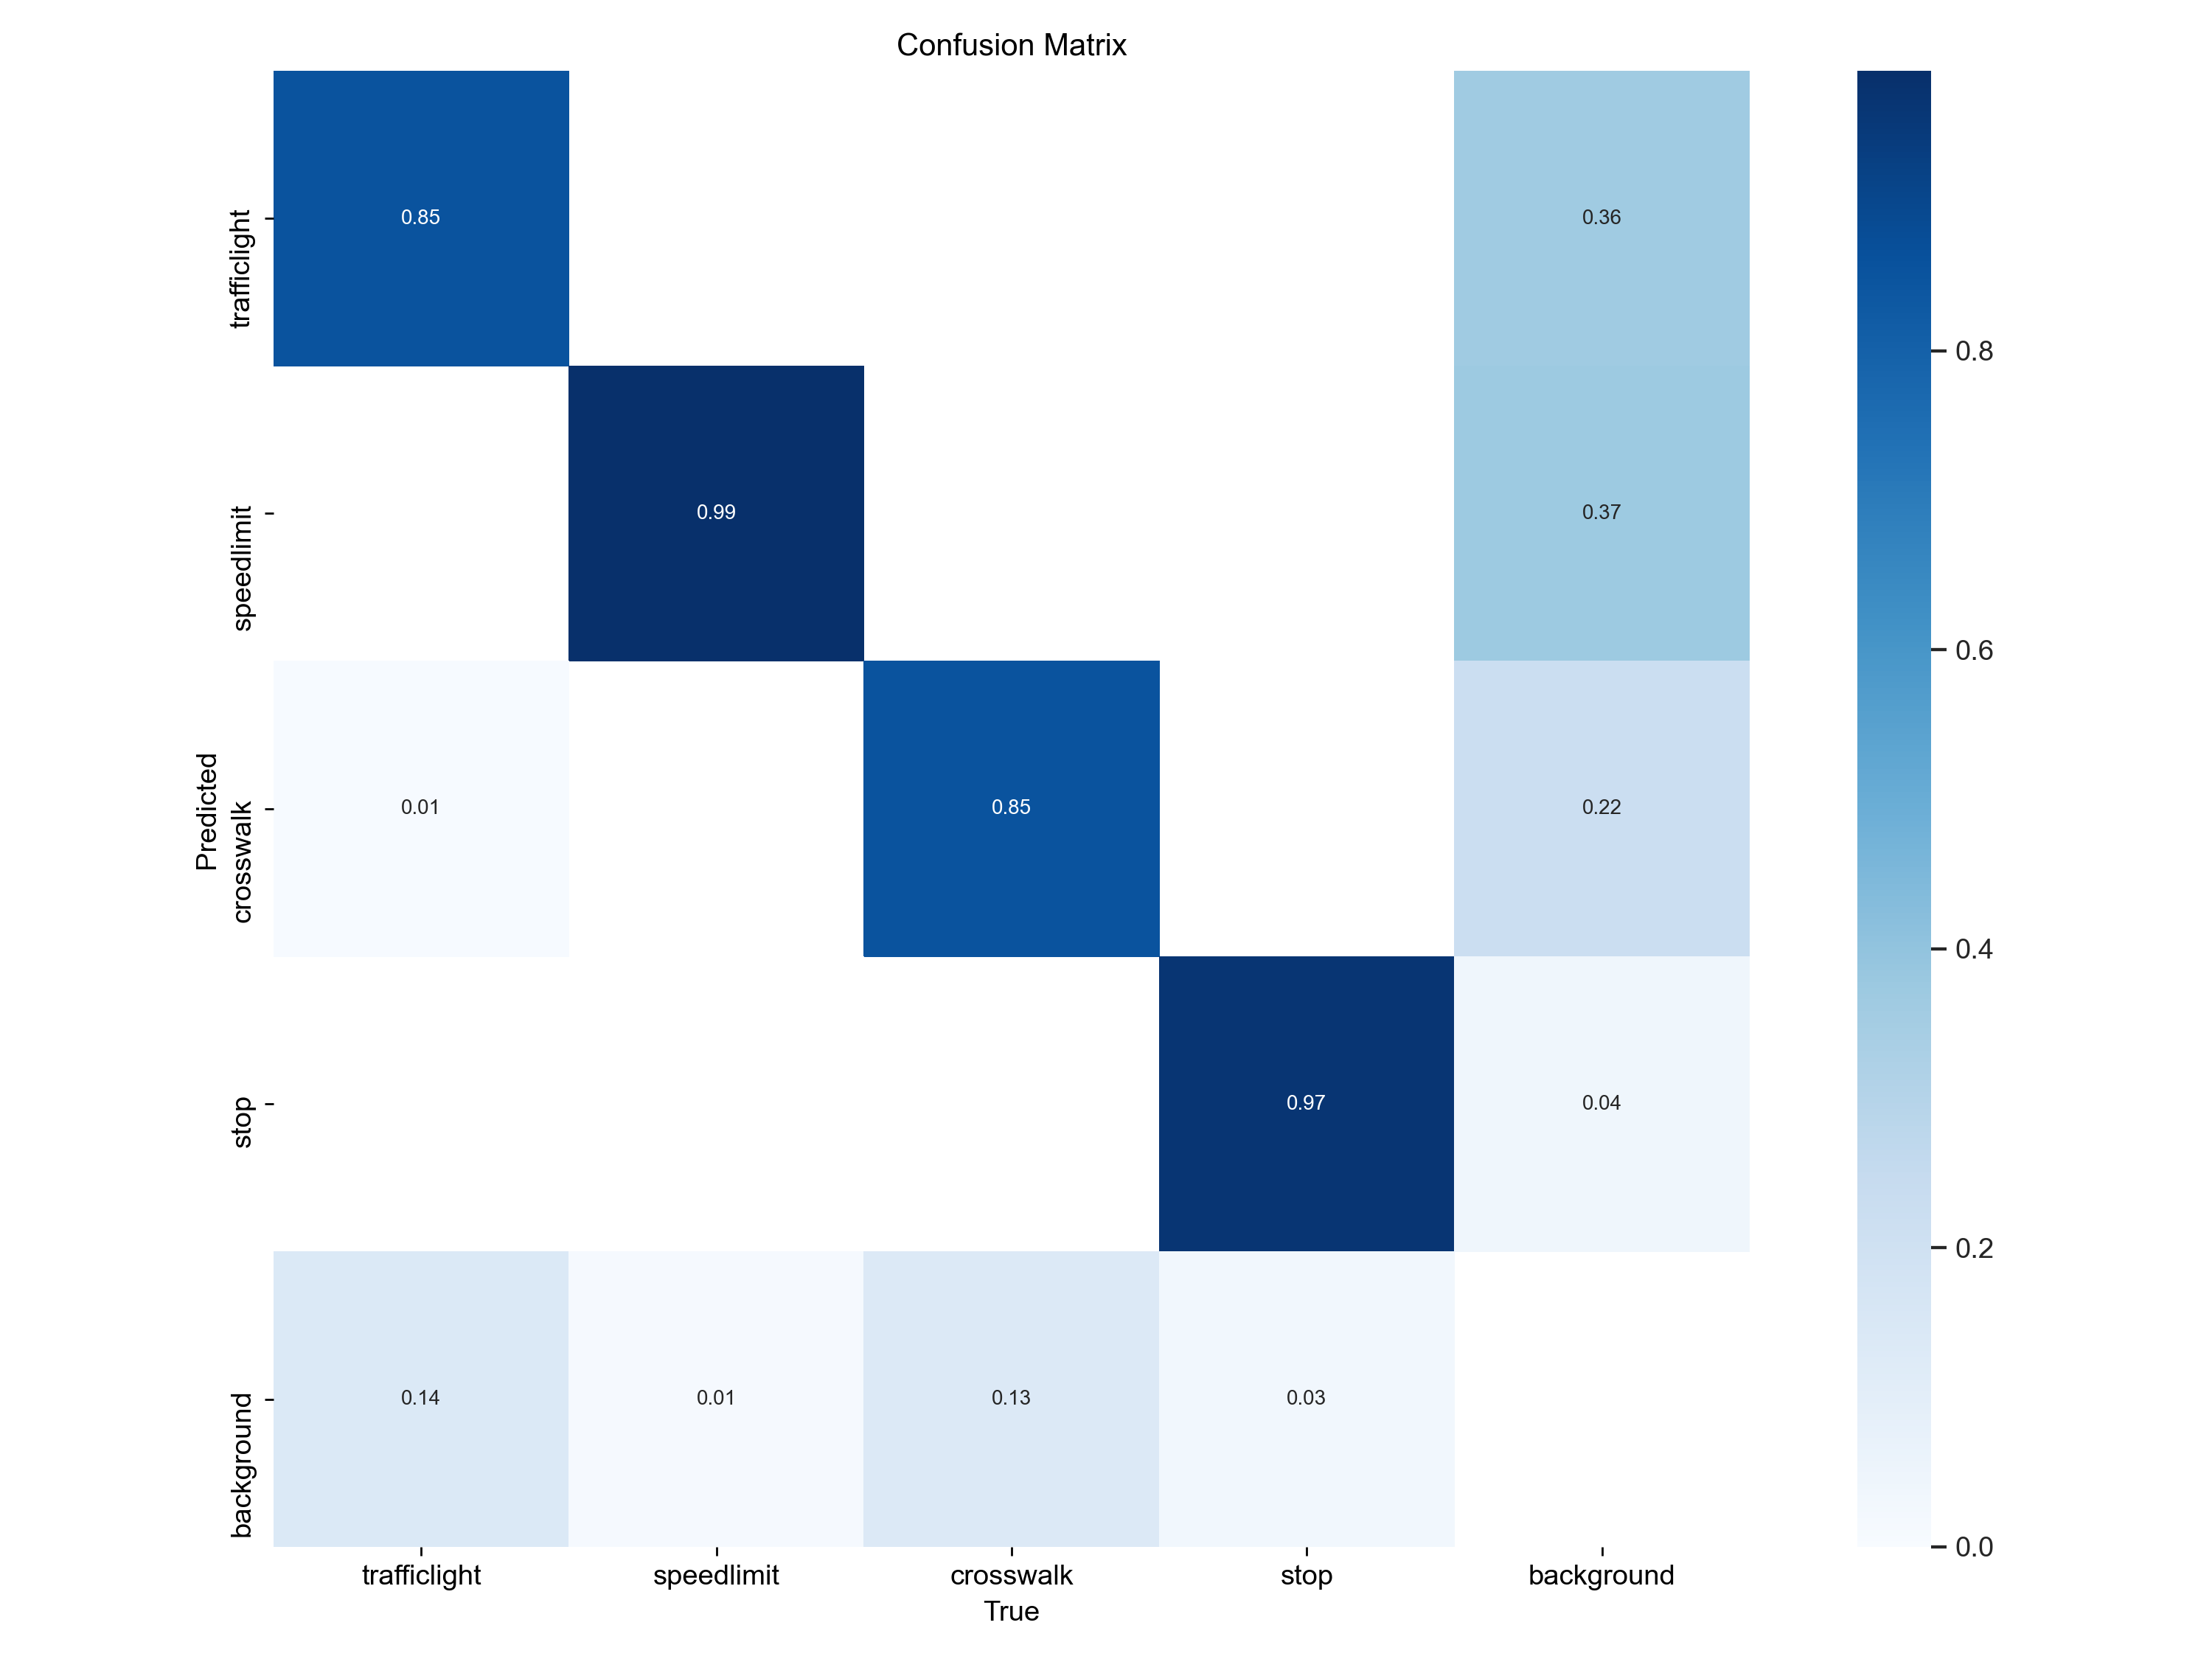 Confusion Matrix
trafficlight
0.85
0.36
0.8
speedlimit
0.99
0.37
0.6
Predicted
crosswalk
0.01
0.85
0.22
0.4
stop
0.97
0.04
0.2
background
0.14
0.01
0.13
0.03
0.0
trafficlight speedlimit crosswalk stop background
True